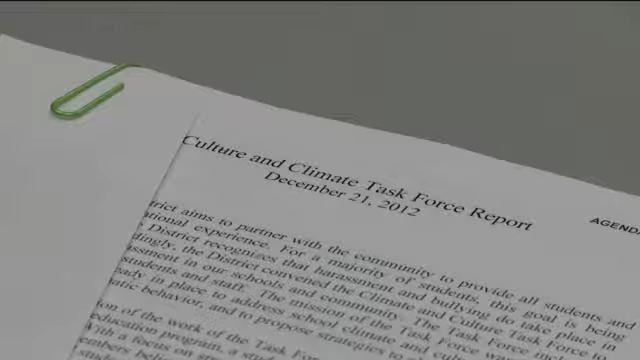 Culture and Climate Task Force Report
December 21, 2012
AGENDA
trict aims to partner with the community to provide all students and
tional experience. For a majority of students, this goal is being
District recognizes that harassment and bullying do take place in
dingly, the District convened the Climate and Culture Task Force to
ssment in our schools and community. The mission of the Task Force
students and staff. The Task Force
ady in place to address school climate and
atic behavior, and to propose strategies to
on of the work of the Task Force
education program, a
With a focus on
embers